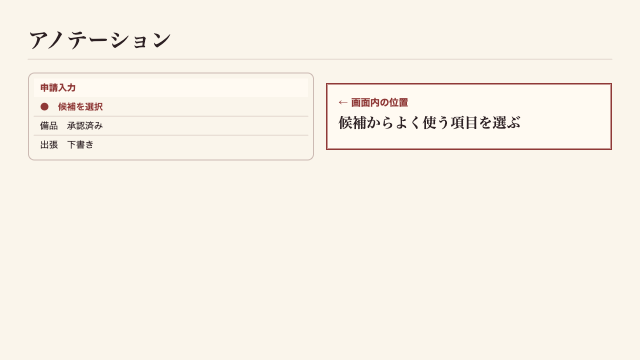 アノテーション
申請入力
● 候補を選択
備品 承認済み
出張 下書き
← 画面内の位置
候補からよく使う項目を選ぶ